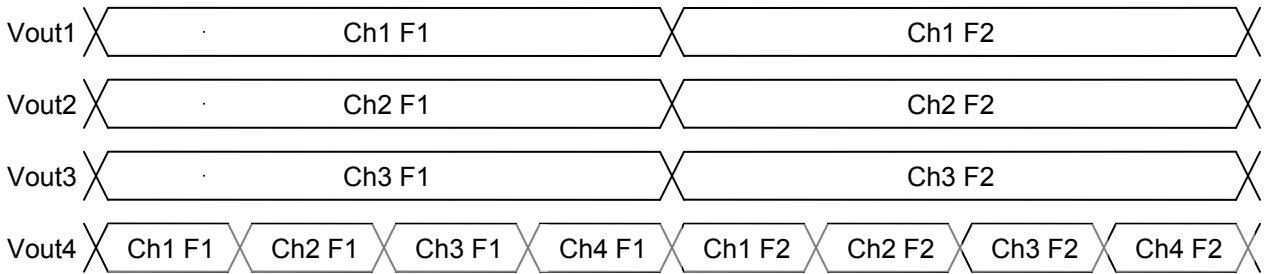 Vout1 Ch1 F1 Ch1 F2
Vout2 Ch2 F1 Ch2 F2
Vout3 Ch3 F1 Ch3 F2
Vout4 Ch1 F1 Ch2 F1 Ch3 F1 Ch4 F1 Ch1 F2 Ch2 F2 Ch3 F2 Ch4 F2